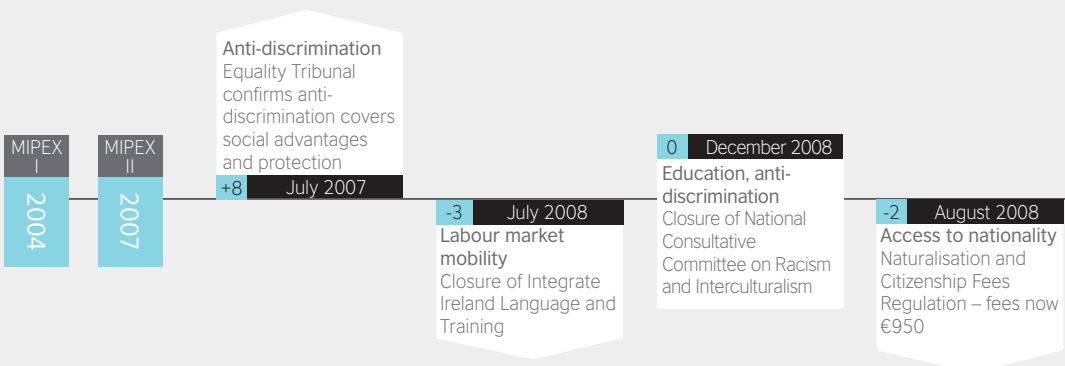 MIPEX
I
2004
MIPEX
II
2007
Anti-discrimination
Equality Tribunal
confirms anti-
discrimination covers
social advantages
and protection
+8 July 2007
-3 July 2008
Labour market
mobility
Closure of Integrate
Ireland Language and
Training
0 December 2008
Education, anti-
discrimination
Closure of National
Consultative
Committee on Racism
and Interculturalism
-2 August 2008
Access to nationality
Naturalisation and
Citizenship Fees
Regulation – fees now
€950